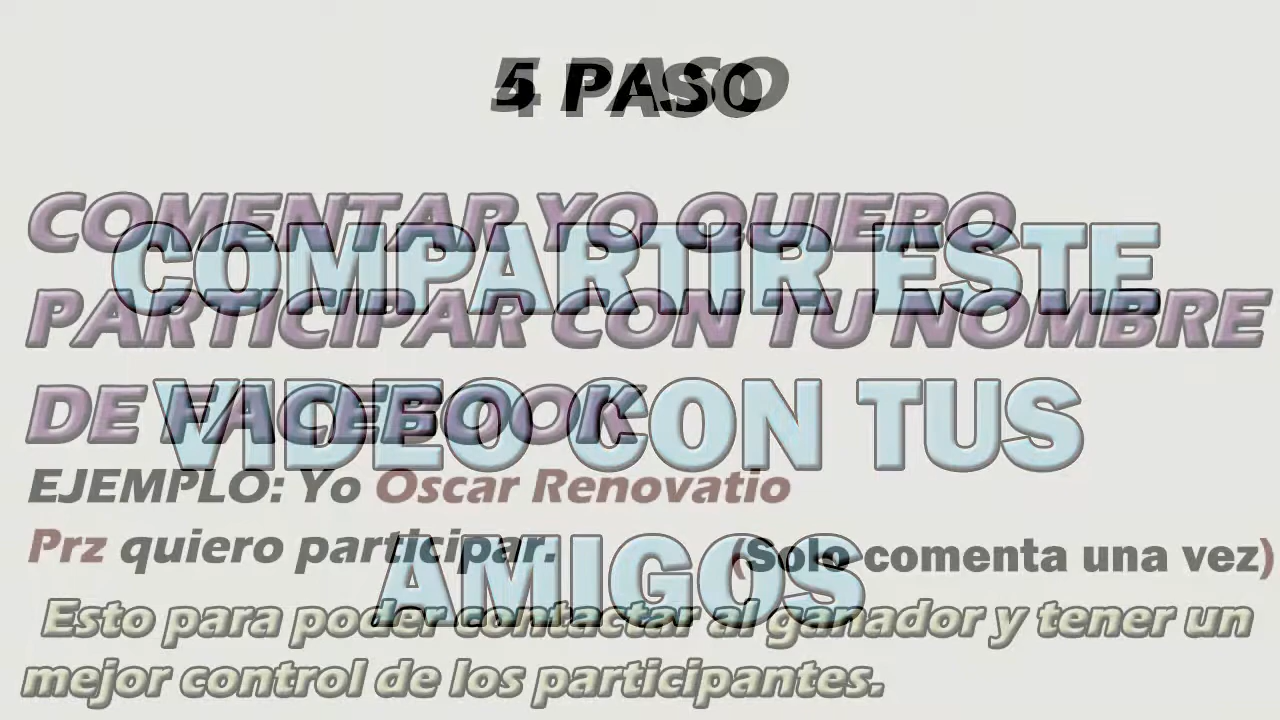 5 PASO
4 PASO
COMENTAR YO QUIERO
PARTICIPAR CON TU NOMBRE
DE FACEBOOK
EJEMPLO: Yo Oscar Renovatio
Prz quiero participar. (Solo comenta una vez)
Esto para poder contactar al ganador y tener un
mejor control de los participantes.
COMPARTIR ESTE
VIDEO CON TUS
AMIGOS